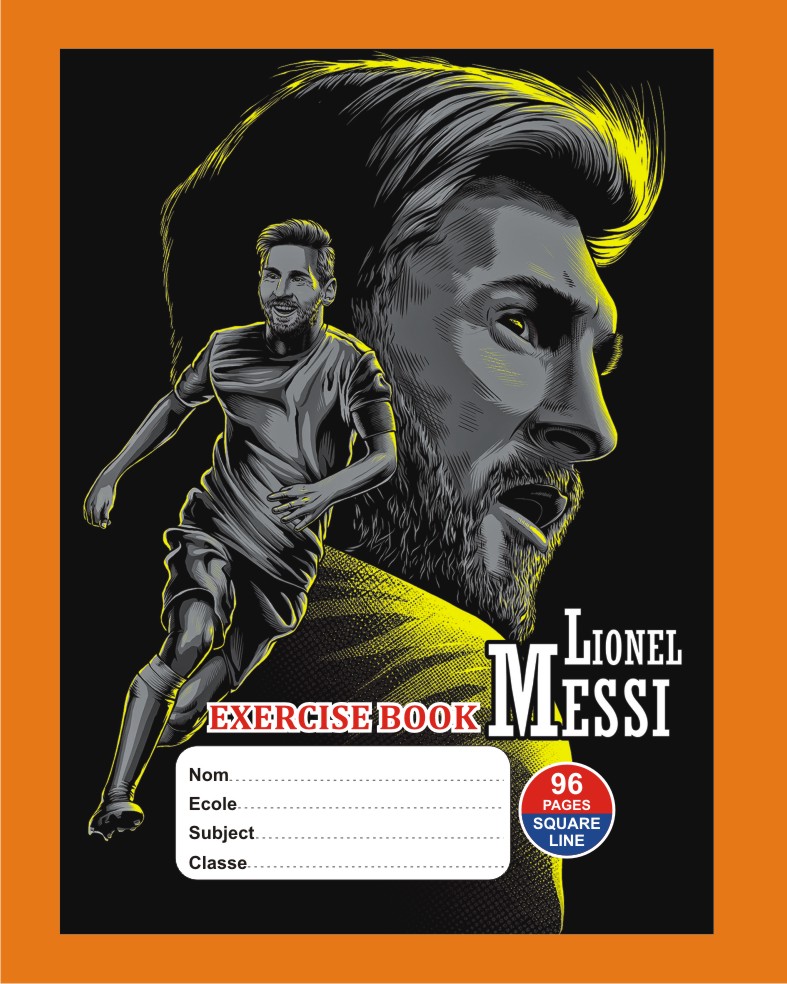 LIONEL
MESSI
EXERCISE BOOK
Nom
Ecole
Subject
Classe
96
PAGES
SQUARE
LINE